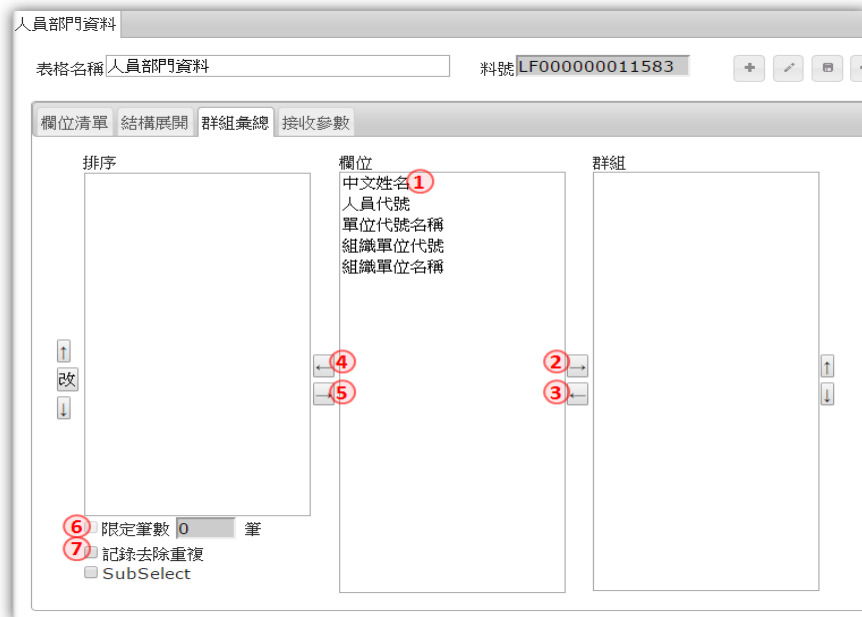 人員部門資料
表格名稱 人員部門資料 料號 LF000000011583
欄位清單 結構展開 群組彙總 接收參數
排序 欄位 群組
中文姓名 1
人員代號
單位代號名稱
組織單位代號
組織單位名稱
↑
改
↓
← 4
→ 5
2 →
3 ←
↑
↓
6 限定筆數 0 筆
7 記錄去除重複
SubSelect